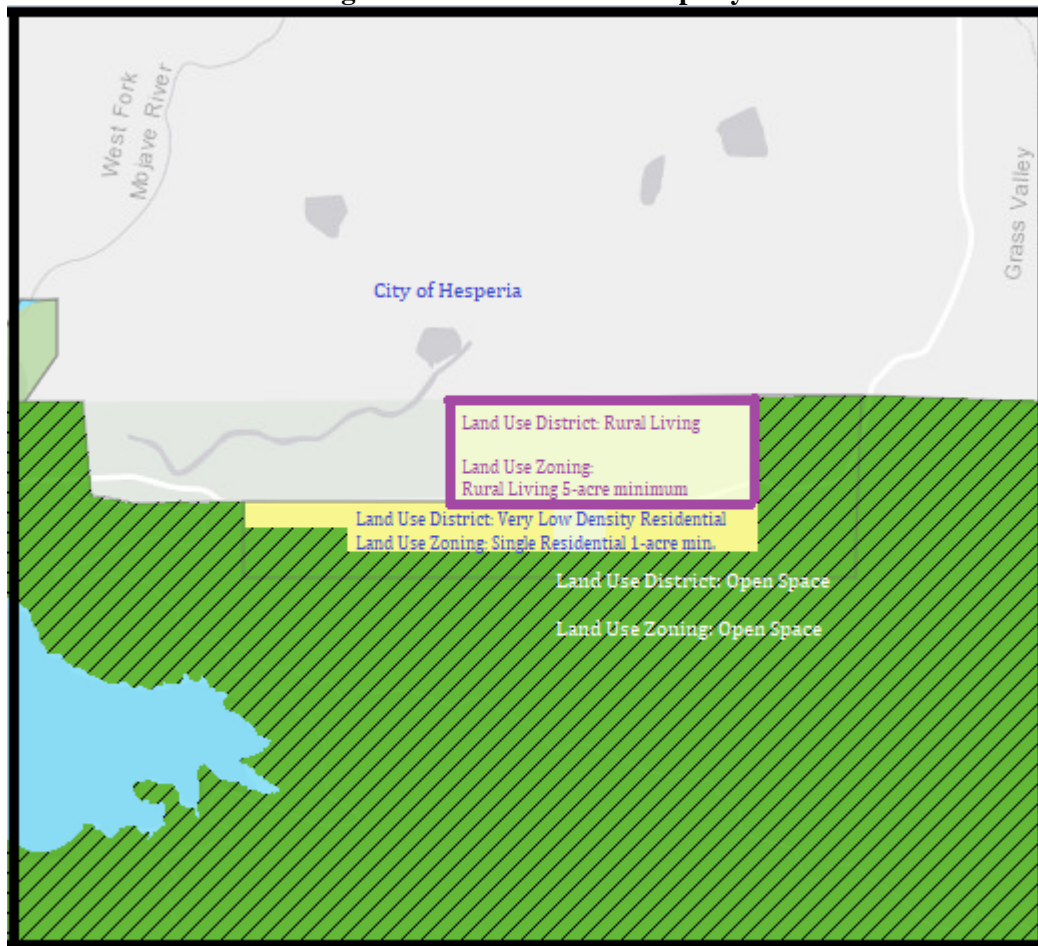 West Fork
Mojave River
Grass Valley
City of Hesperia
Land Use District: Rural Living
Land Use Zoning:
Rural Living 5-acre minimum
Land Use District: Very Low Density Residential
Land Use Zoning: Single Residential 1-acre min.
Land Use District: Open Space
Land Use Zoning: Open Space